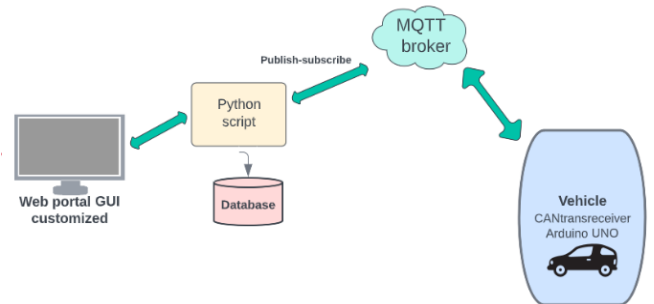 MQTT
broker
Publish-subscribe
Python
script
Web portal GUI
customized
Database
Vehicle
CANtransreceiver
Arduino UNO